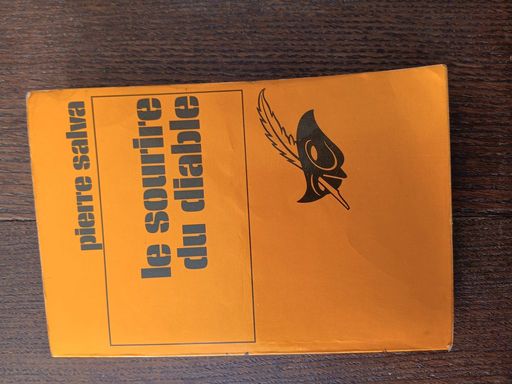 pierre salva
le sourire
du diable